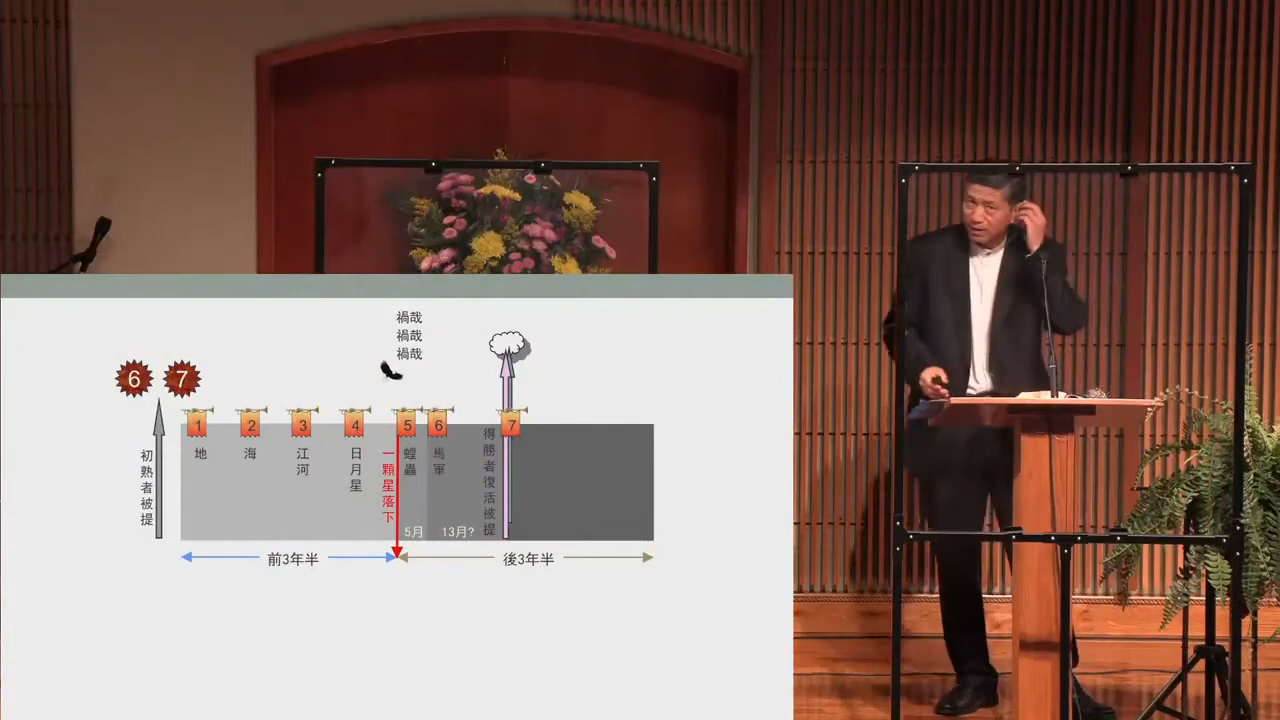 禍哉
禍哉
禍哉
6 7
1 2 3 4 5 6 7
初熟者被提
地
海
江河
日月星
一顆星落下
蝗蟲
馬軍
得勝者復活被提
5月
13月?
前3年半
後3年半